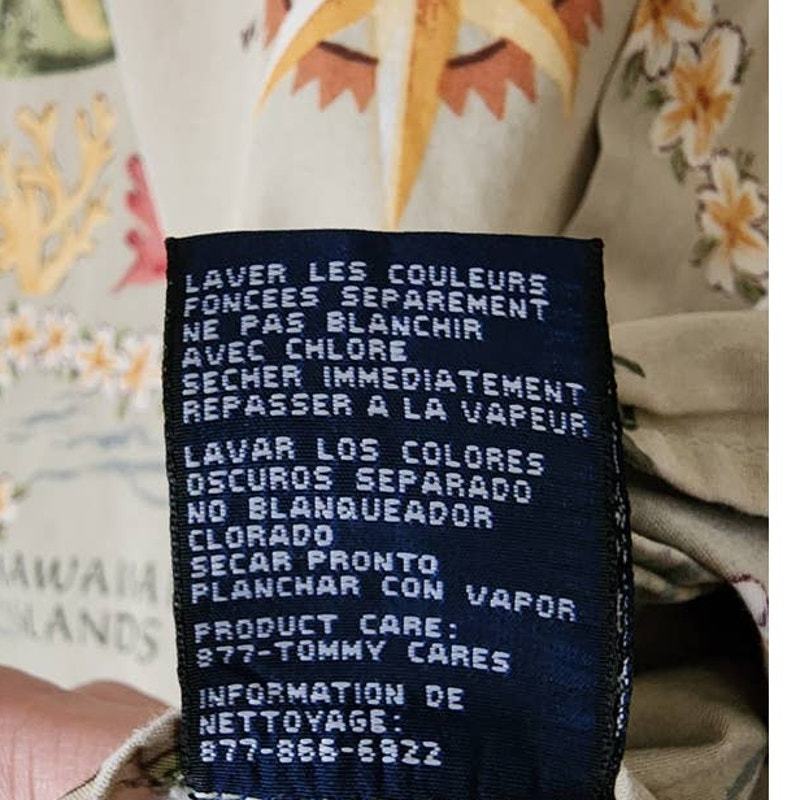 LAVER LES COULEURS
FONCEES SEPAREMENT
NE PAS BLANCHIR
AVEC CHLORE
SECHER IMMEDIATEMENT
REPASSER A LA VAPEUR
LAVAR LOS COLORES
OSCUROS SEPARADO
NO BLANQUEADOR
CLORADO
SECAR PRONTO
PLANCHAR CON VAPOR
PRODUCT CARE:
877-TOMMY CARES
INFORMATION DE
NETTOYAGE:
877-866-6922
HAWAIIA
ISLANDS